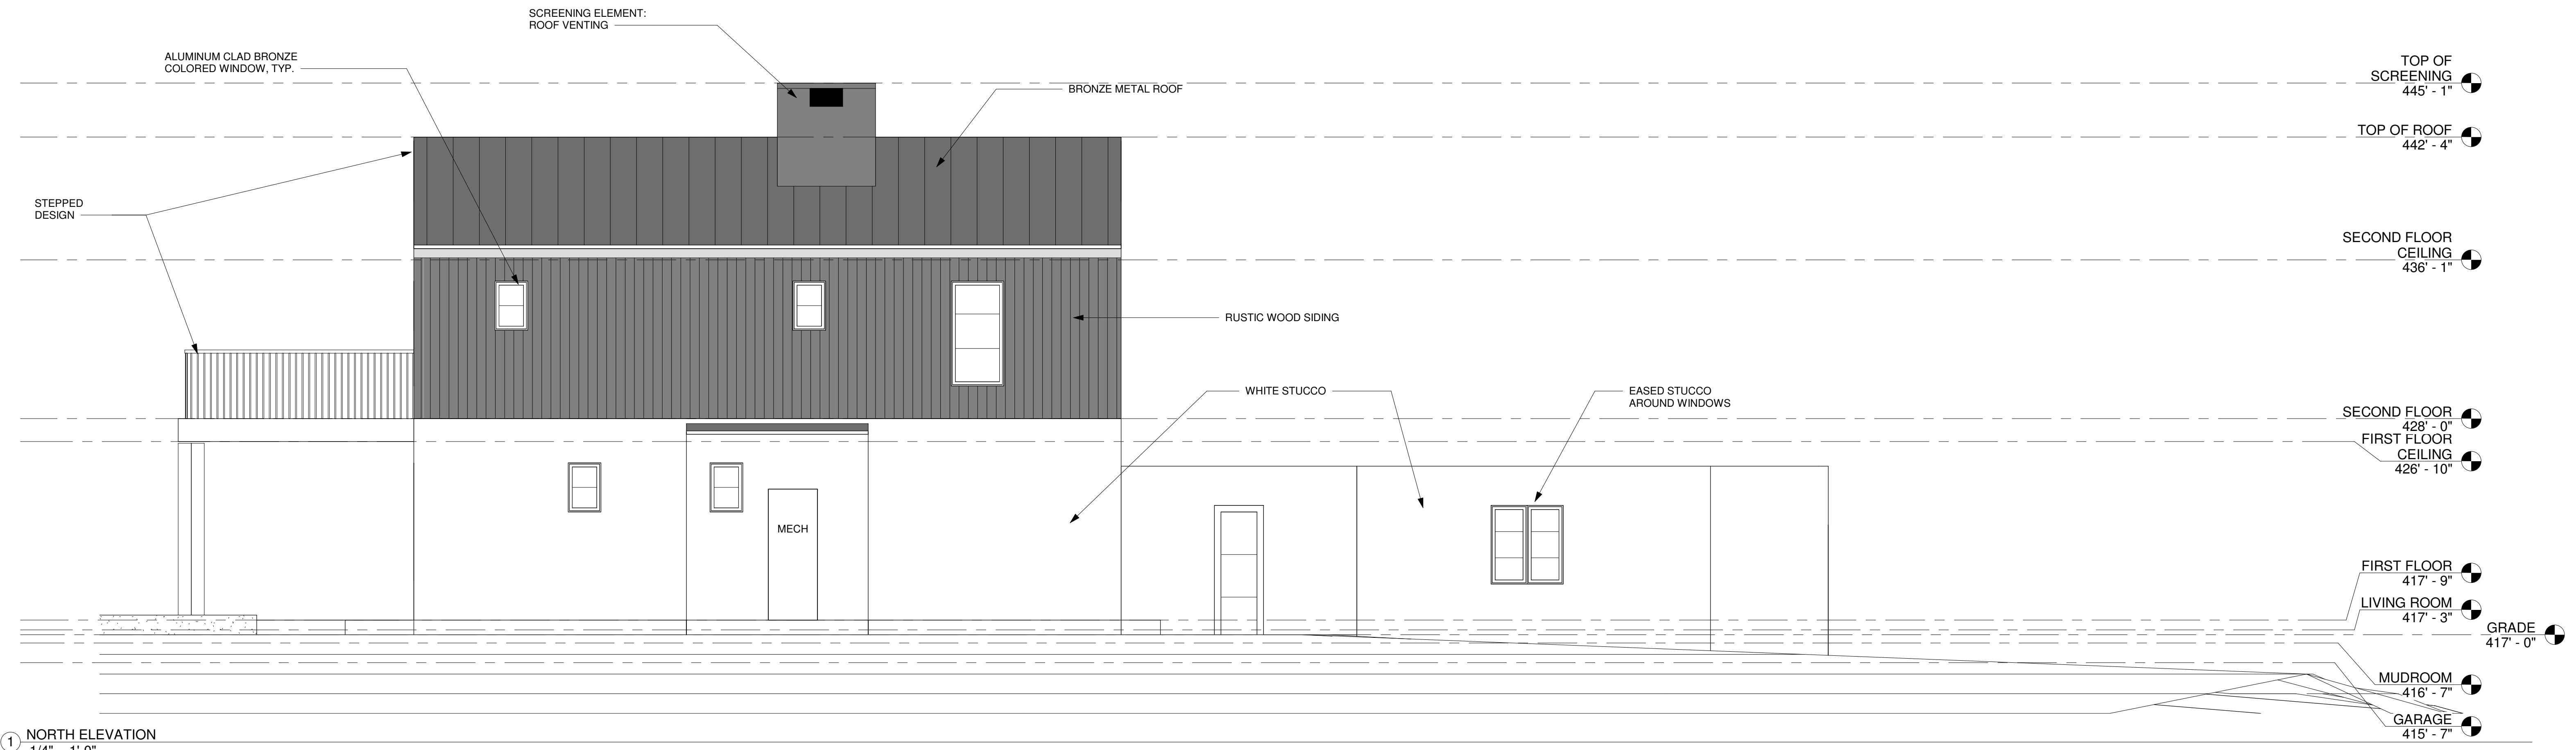 SCREENING ELEMENT:
ROOF VENTING
ALUMINUM CLAD BRONZE
COLORED WINDOW, TYP.
BRONZE METAL ROOF
STEPPED
DESIGN
RUSTIC WOOD SIDING
WHITE STUCCO
EASED STUCCO
AROUND WINDOWS
MECH
TOP OF
SCREENING
445' - 1"
TOP OF ROOF
442' - 4"
SECOND FLOOR
CEILING
436' - 1"
SECOND FLOOR
428' - 0"
FIRST FLOOR
CEILING
426' - 10"
FIRST FLOOR
417' - 9"
LIVING ROOM
417' - 3"
GRADE
417' - 0"
MUDROOM
416' - 7"
GARAGE
415' - 7"
1 NORTH ELEVATION